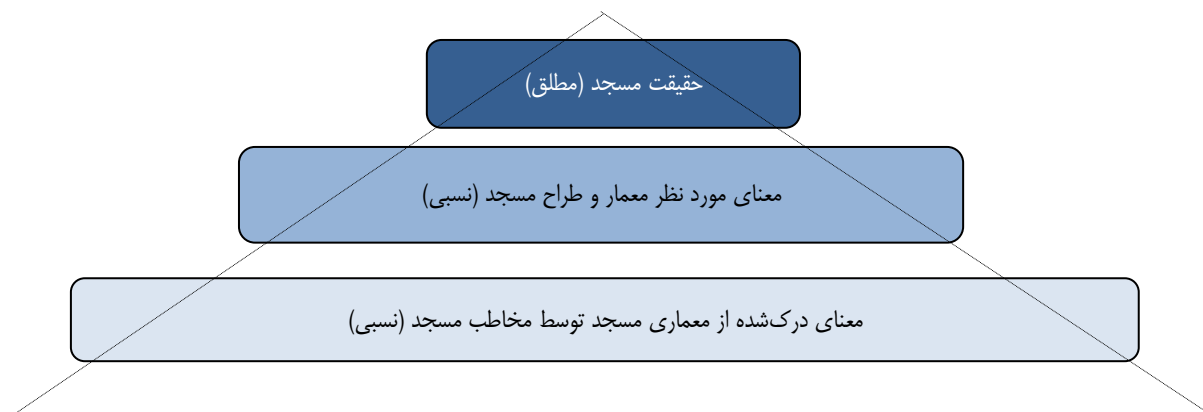 حقیقت مسجد (مطلق)
معنای مورد نظر معمار و طراح مسجد (نسبی)
معنای درک‌شده از معماری مسجد توسط مخاطب مسجد (نسبی)